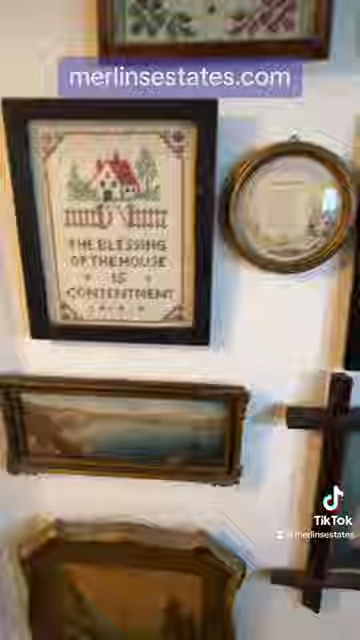 merlinsestates.com
THE BLESSING
OF THE HOUSE
IS
CONTENTMENT
TikTok
@merlinsestates